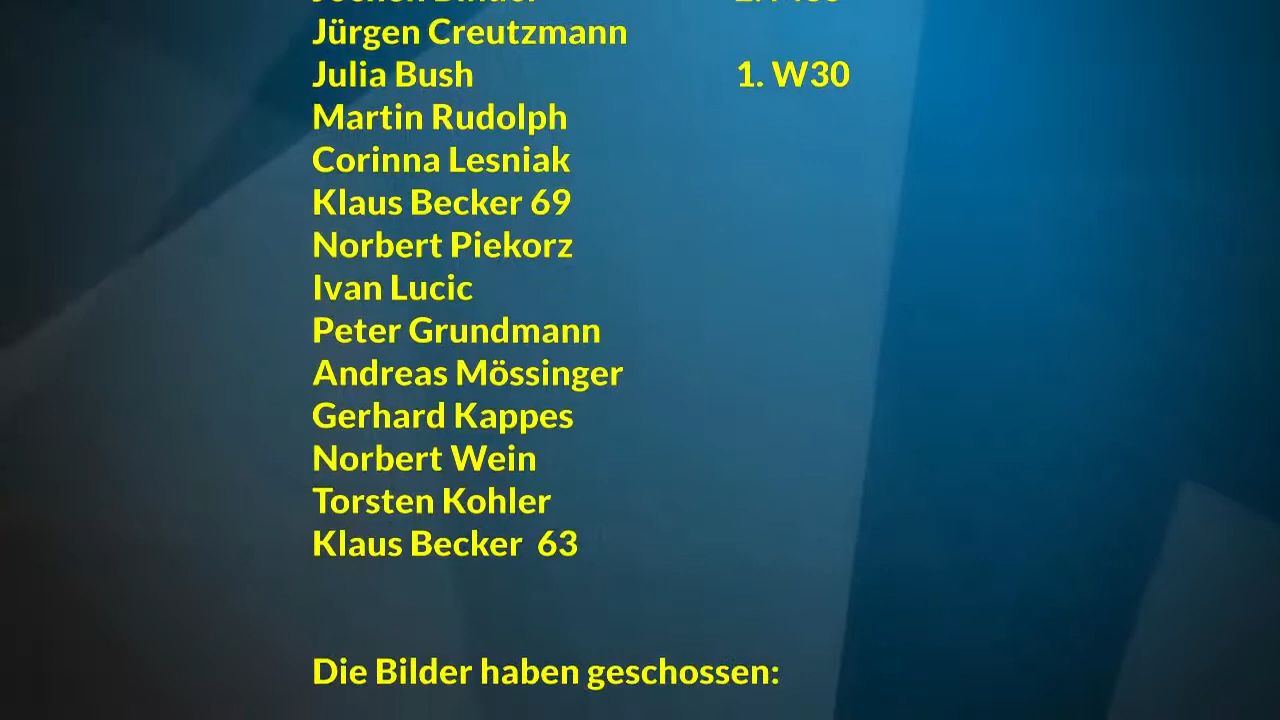 Jürgen Creutzmann
Julia Bush 1. W30
Martin Rudolph
Corinna Lesniak
Klaus Becker 69
Norbert Piekorz
Ivan Lucic
Peter Grundmann
Andreas Mössinger
Gerhard Kappes
Norbert Wein
Torsten Kohler
Klaus Becker  63
Die Bilder haben geschossen: